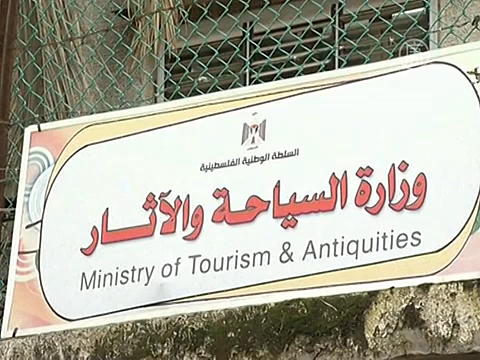 السلطة الوطنية الفلسطينية
وزارة السياحة والآثار
Ministry of Tourism & Antiquities